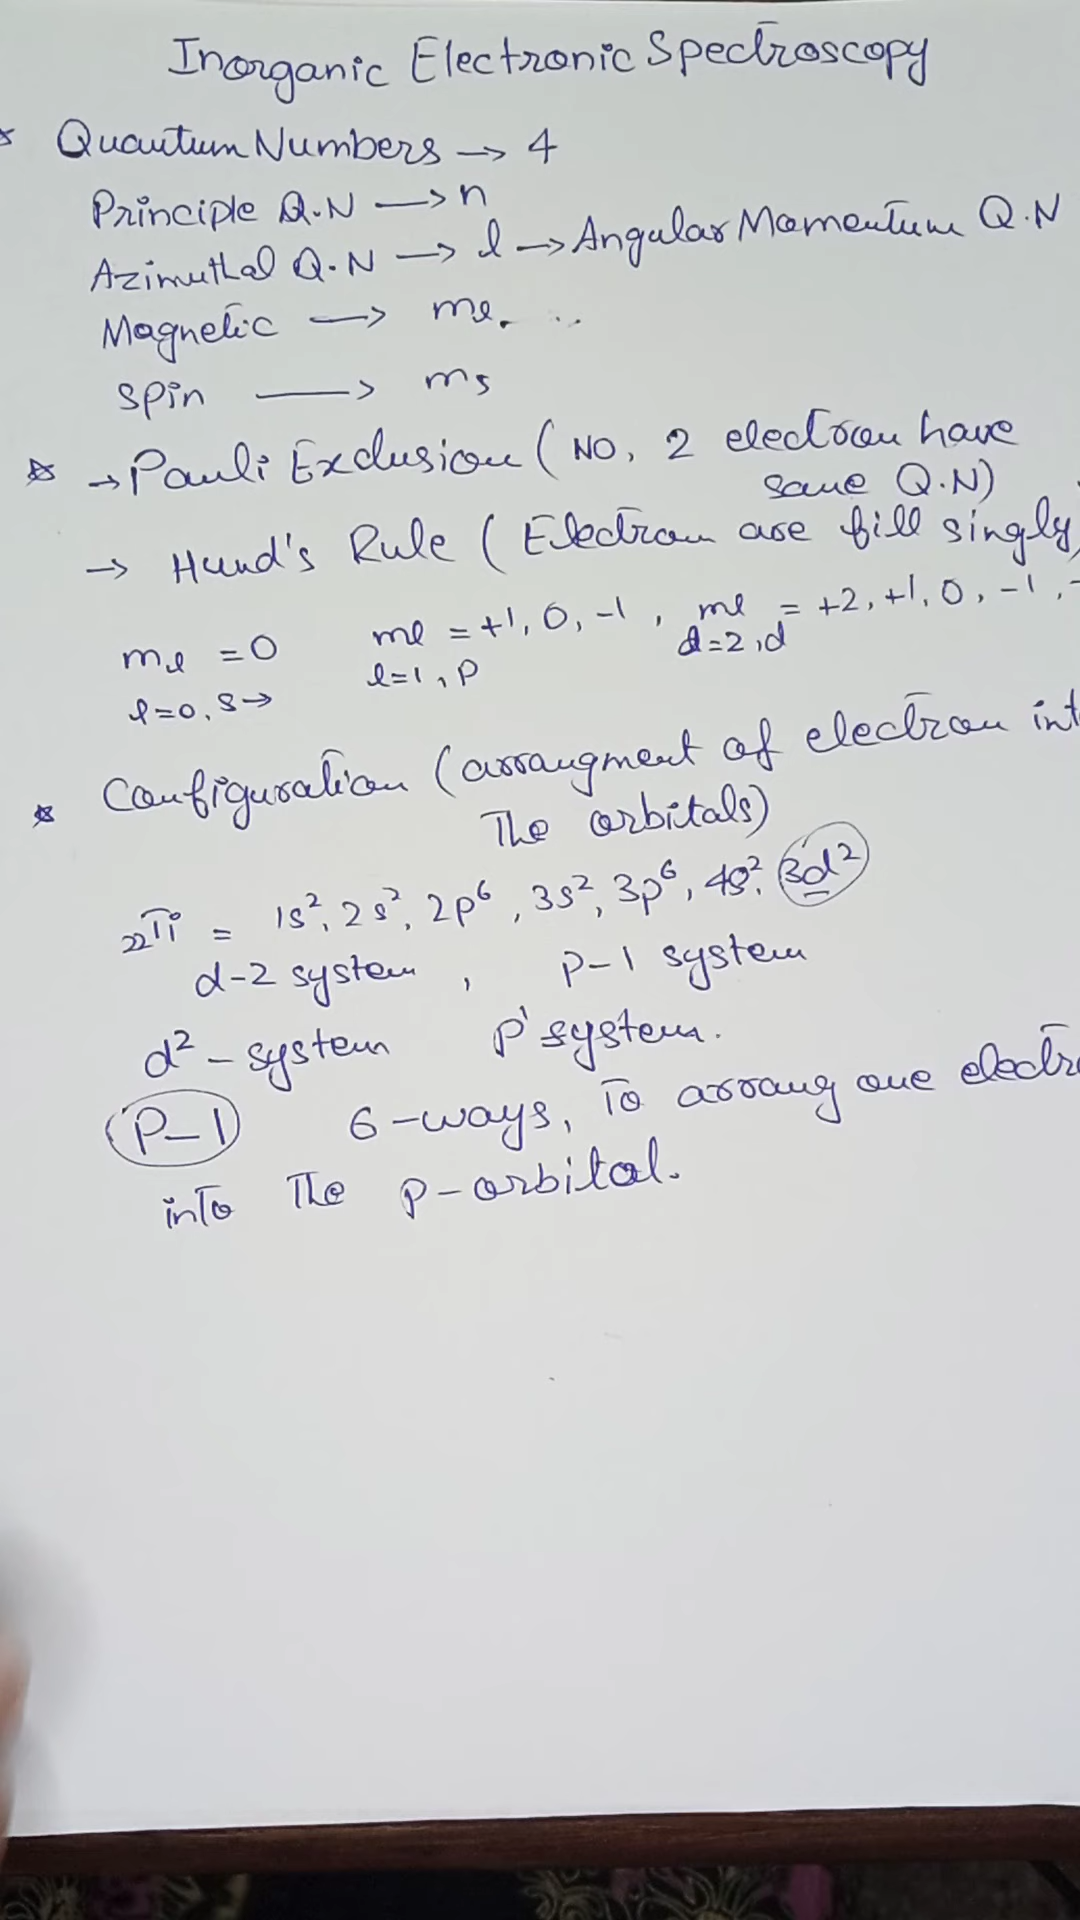 Inorganic Electronic Spectroscopy
Quantum Numbers → 4
Principle Q.N → n
Azimuthal Q.N → l → Angular Momentum Q.N
Magnetic → ml
spin → ms
→ Pauli Exclusion (NO, 2 electron have
same Q.N)
→ Hund's Rule (Electron are fill singly)
ml = 0 ml = +1, 0, -1, ml = +2, +1, 0, -1, -
l=0, s→ l=1, p d=2, d
Configuration (arrangment of electron int
The orbitals)
22Ti = 1s², 2s², 2p⁶, 3s², 3p⁶, 4s², 3d²
d-2 system, p-1 system
d² - system p' system.
P-1 6-ways, To arrang one electr
into The p-orbital.